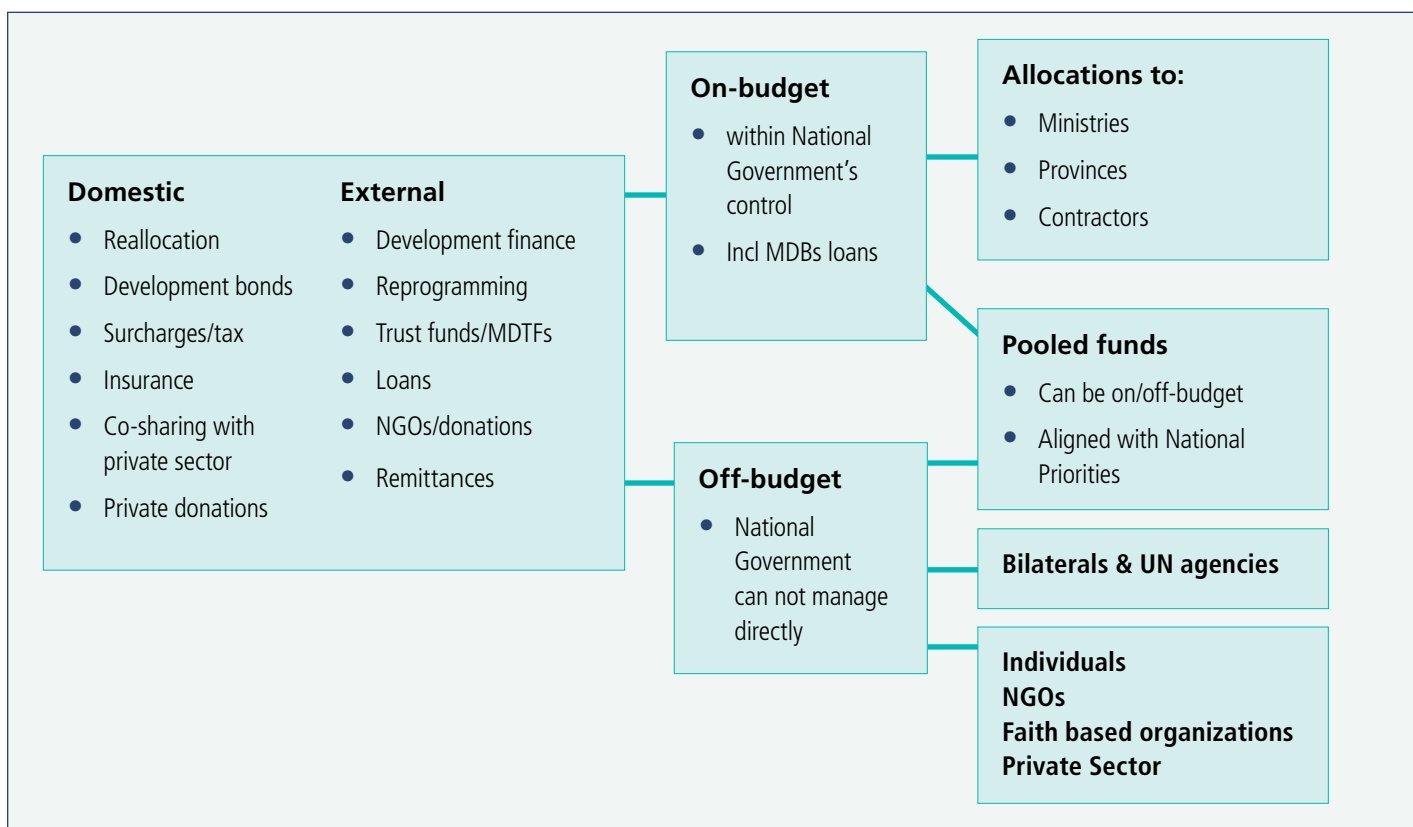 Domestic
• Reallocation
• Development bonds
• Surcharges/tax
• Insurance
• Co-sharing with
private sector
• Private donations
External
• Development finance
• Reprogramming
• Trust funds/MDTFs
• Loans
• NGOs/donations
• Remittances
On-budget
• within National
Government’s
control
• Incl MDBs loans
Off-budget
• National
Government
can not manage
directly
Allocations to:
• Ministries
• Provinces
• Contractors
Pooled funds
• Can be on/off-budget
• Aligned with National
Priorities
Bilaterals & UN agencies
Individuals
NGOs
Faith based organizations
Private Sector